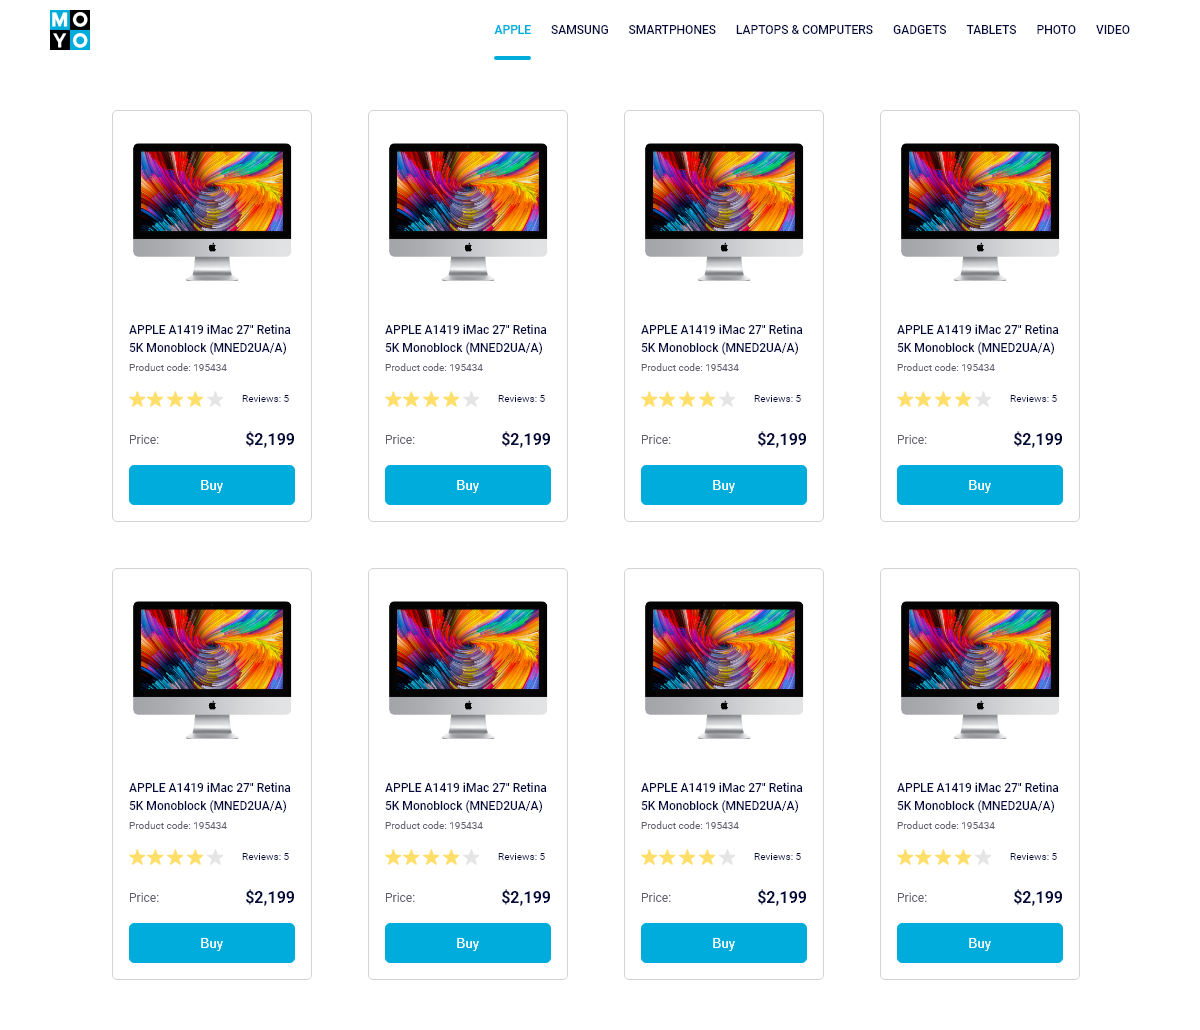 MO
YO
APPLE SAMSUNG SMARTPHONES LAPTOPS & COMPUTERS GADGETS TABLETS PHOTO VIDEO
APPLE A1419 iMac 27" Retina
5K Monoblock (MNED2UA/A)
Product code: 195434
Reviews: 5
Price: $2,199
Buy
APPLE A1419 iMac 27" Retina
5K Monoblock (MNED2UA/A)
Product code: 195434
Reviews: 5
Price: $2,199
Buy
APPLE A1419 iMac 27" Retina
5K Monoblock (MNED2UA/A)
Product code: 195434
Reviews: 5
Price: $2,199
Buy
APPLE A1419 iMac 27" Retina
5K Monoblock (MNED2UA/A)
Product code: 195434
Reviews: 5
Price: $2,199
Buy
APPLE A1419 iMac 27" Retina
5K Monoblock (MNED2UA/A)
Product code: 195434
Reviews: 5
Price: $2,199
Buy
APPLE A1419 iMac 27" Retina
5K Monoblock (MNED2UA/A)
Product code: 195434
Reviews: 5
Price: $2,199
Buy
APPLE A1419 iMac 27" Retina
5K Monoblock (MNED2UA/A)
Product code: 195434
Reviews: 5
Price: $2,199
Buy
APPLE A1419 iMac 27" Retina
5K Monoblock (MNED2UA/A)
Product code: 195434
Reviews: 5
Price: $2,199
Buy